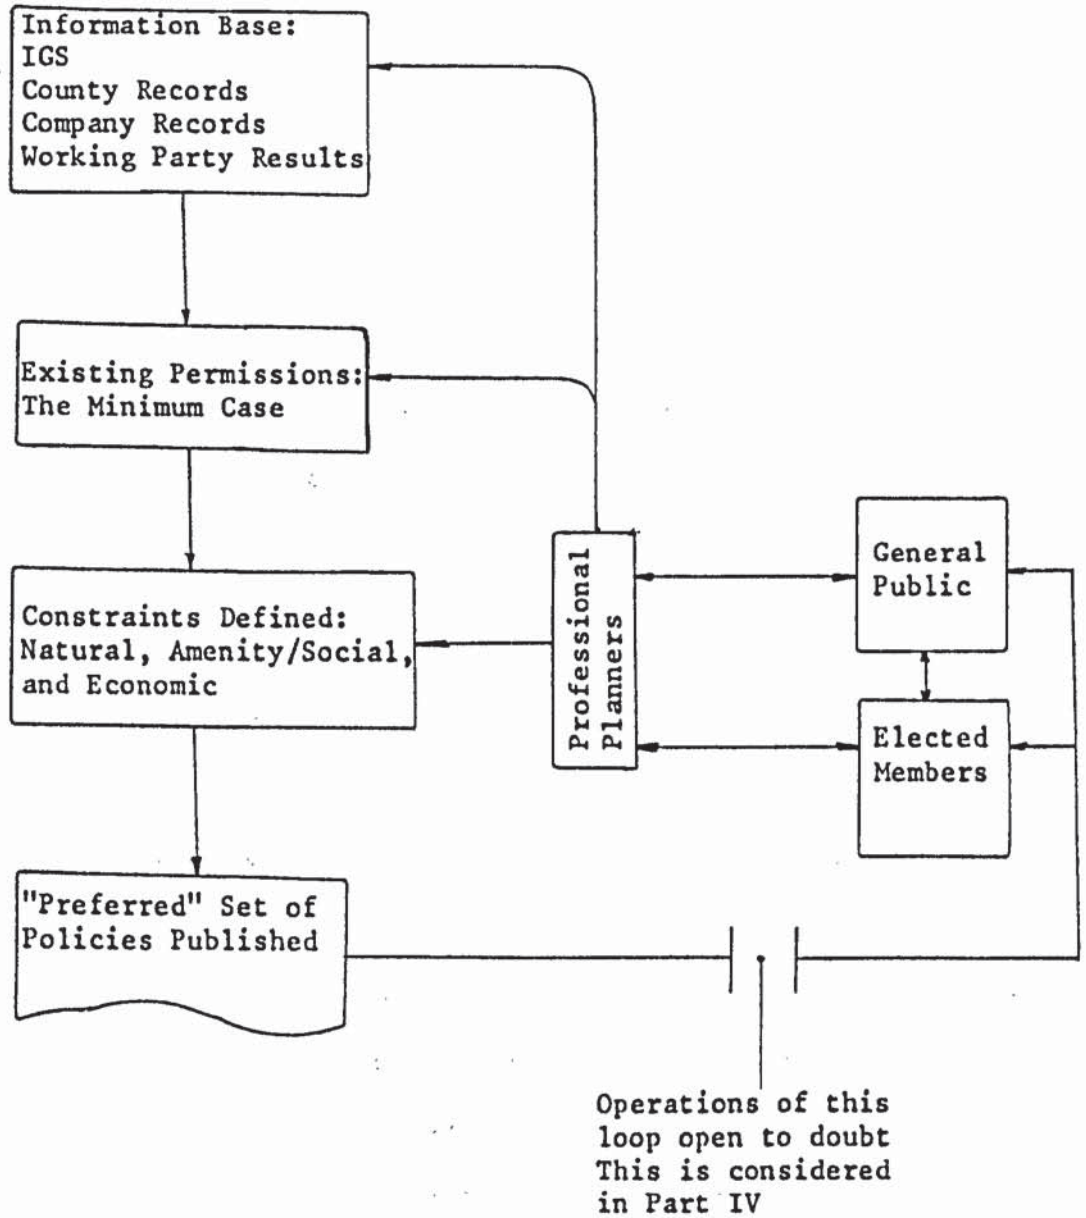 Information Base:
IGS
County Records
Company Records
Working Party Results
Existing Permissions:
The Minimum Case
Constraints Defined:
Natural, Amenity/Social,
and Economic
"Preferred" Set of
Policies Published
Professional
Planners
General
Public
Elected
Members
Operations of this
loop open to doubt
This is considered
in Part IV